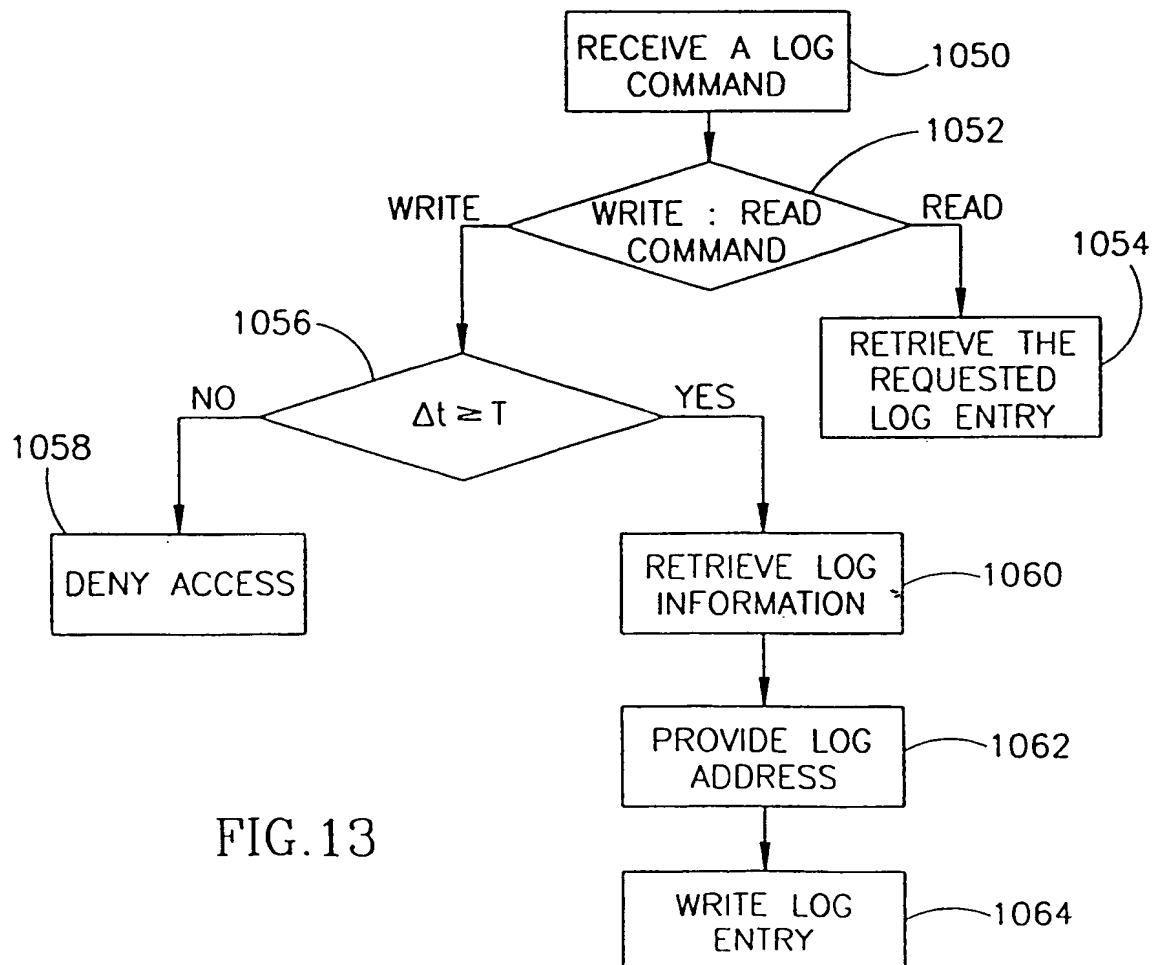 RECEIVE A LOG
COMMAND
1050
1052
WRITE
WRITE : READ
COMMAND
READ
1054
RETRIEVE THE
REQUESTED
LOG ENTRY
1056
NO
Δt ≥ T
YES
1058
DENY ACCESS
RETRIEVE LOG
INFORMATION
1060
PROVIDE LOG
ADDRESS
1062
FIG.13
WRITE LOG
ENTRY
1064